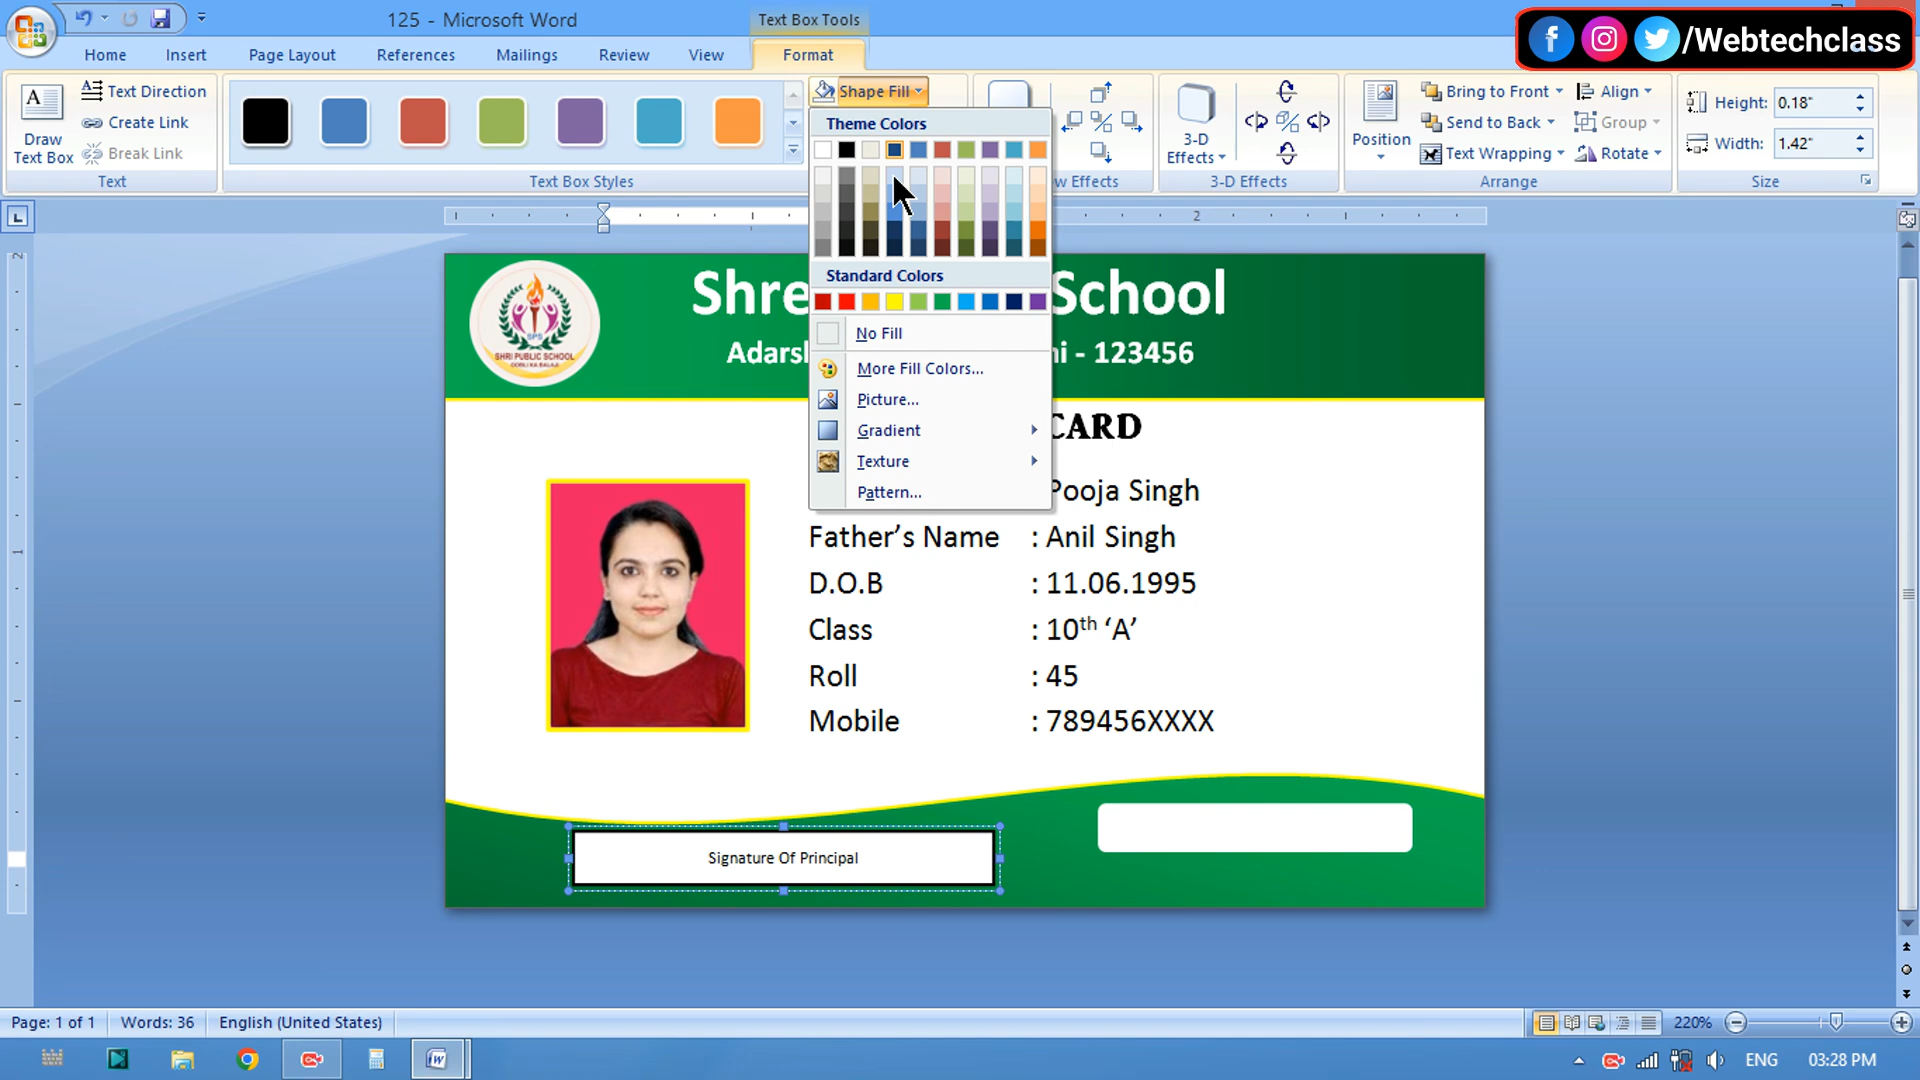 125 - Microsoft Word
Text Box Tools
/Webtechclass
Home
Insert
Page Layout
References
Mailings
Review
View
Format
A
Draw
Text Box
Text Direction
Create Link
Break Link
Text
Text Box Styles
Shape Fill
3-D
Effects
w Effects
3-D Effects
Position
Bring to Front
Send to Back
Text Wrapping
Align
Group
Rotate
Arrange
Height: 0.18"
Width: 1.42"
Size
Theme Colors
Standard Colors
No Fill
More Fill Colors...
Picture...
Gradient
Texture
Pattern...
2
2
1
Shre School
SPS
SHRI PUBLIC SCHOOL
Adarsh ni - 123456
CARD
Pooja Singh
Father’s Name : Anil Singh
D.O.B : 11.06.1995
Class : 10th ‘A’
Roll : 45
Mobile : 789456XXXX
Signature Of Principal
Page: 1 of 1
Words: 36
English (United States)
220%
ENG
03:28 PM